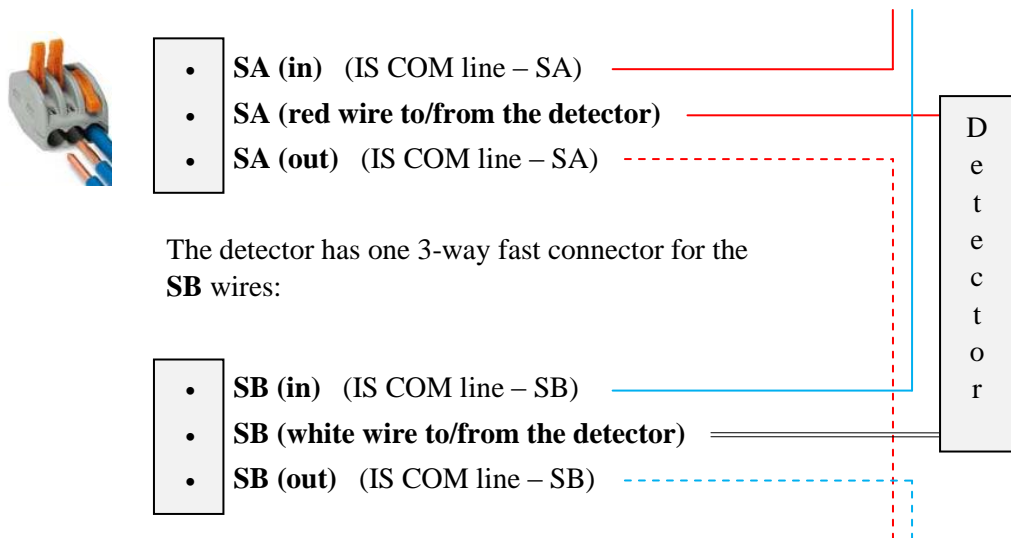 • SA (in) (IS COM line – SA)
• SA (red wire to/from the detector)
• SA (out) (IS COM line – SA)
The detector has one 3-way fast connector for the
SB wires:
• SB (in) (IS COM line – SB)
• SB (white wire to/from the detector)
• SB (out) (IS COM line – SB)
D
e
t
e
c
t
o
r